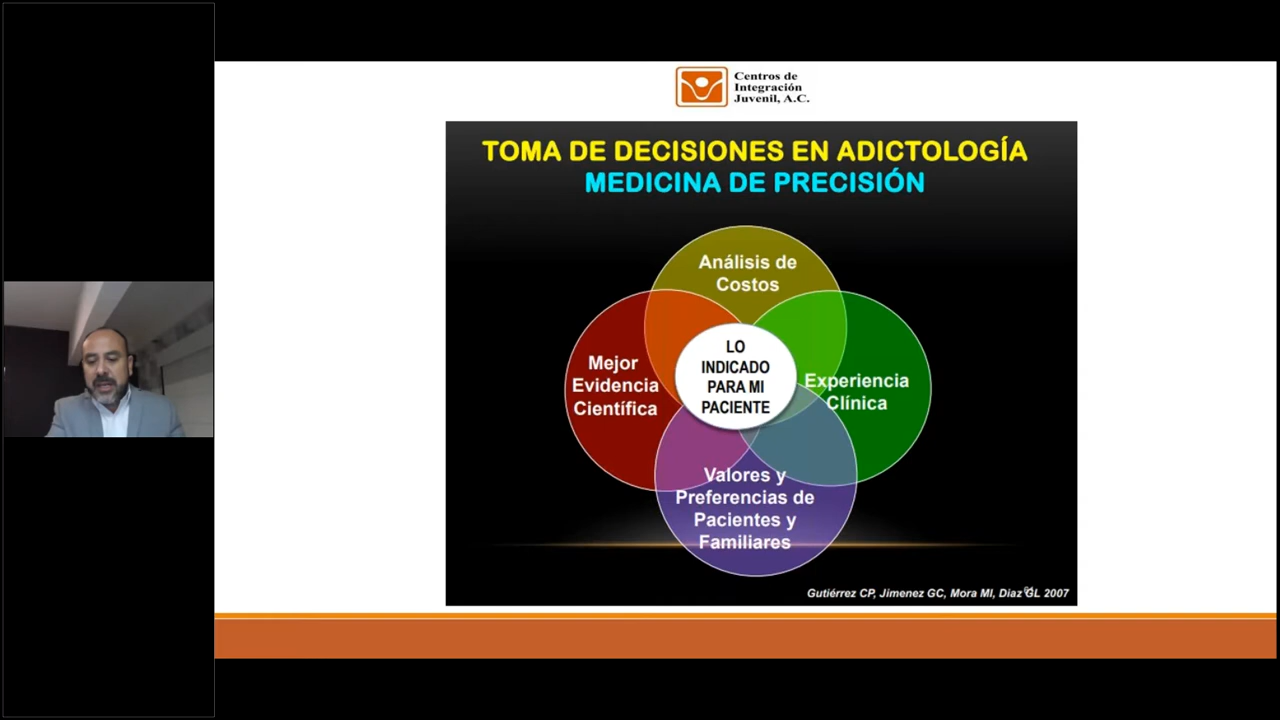 Centros de
Integración
Juvenil, A.C.
TOMA DE DECISIONES EN ADICTOLOGÍA
MEDICINA DE PRECISIÓN
Análisis de
Costos
Mejor
Evidencia
Científica
LO
INDICADO
PARA MI
PACIENTE
Experiencia
Clínica
Valores y
Preferencias de
Pacientes y
Familiares
Gutiérrez CP, Jimenez GC, Mora MI, Diaz GL 2007